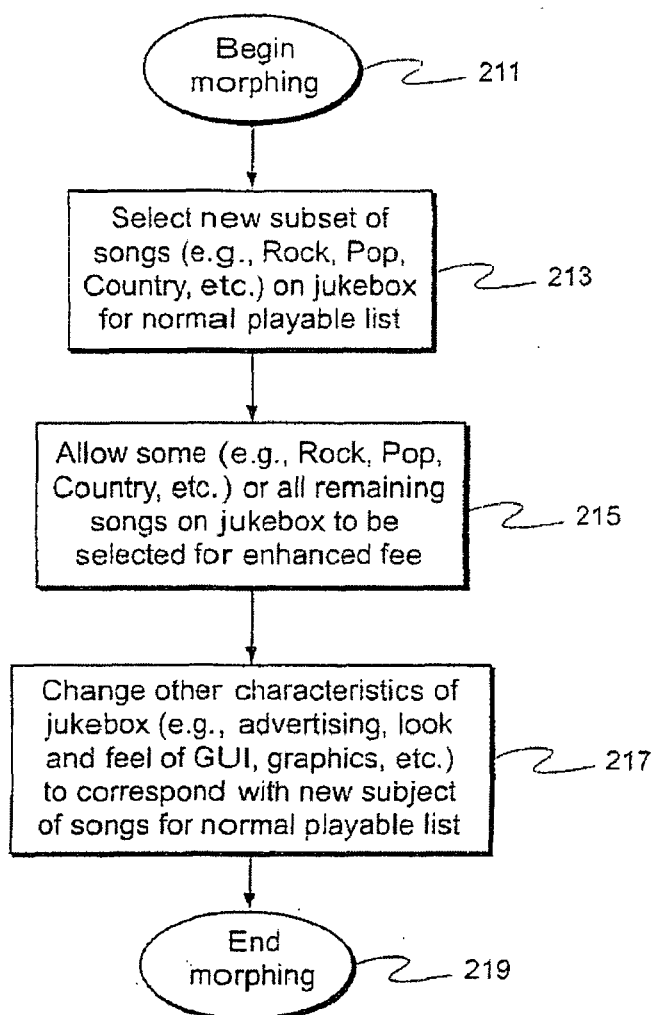 Begin
morphing
211
Select new subset of
songs (e.g., Rock, Pop,
Country, etc.) on jukebox
for normal playable list
213
Allow some (e.g., Rock, Pop,
Country, etc.) or all remaining
songs on jukebox to be
selected for enhanced fee
215
Change other characteristics of
jukebox (e.g., advertising, look
and feel of GUI, graphics, etc.)
to correspond with new subject
of songs for normal playable list
217
End
morphing
219